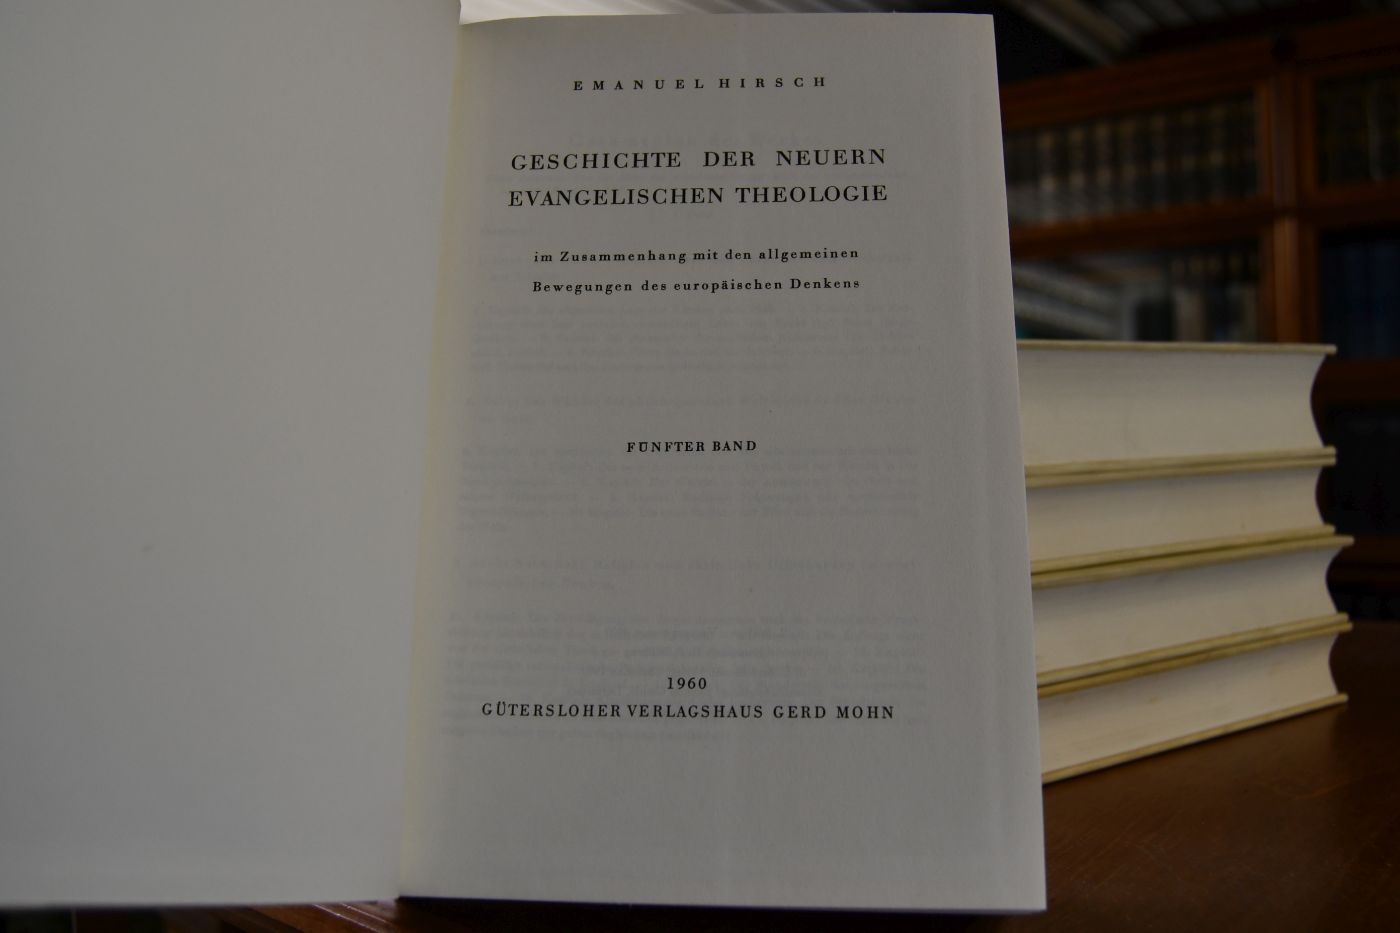 EMANUEL HIRSCH
GESCHICHTE DER NEUERN
EVANGELISCHEN THEOLOGIE
im Zusammenhang mit den allgemeinen
Bewegungen des europäischen Denkens
FÜNFTER BAND
1960
GÜTERSLOHER VERLAGSHAUS GERD MOHN